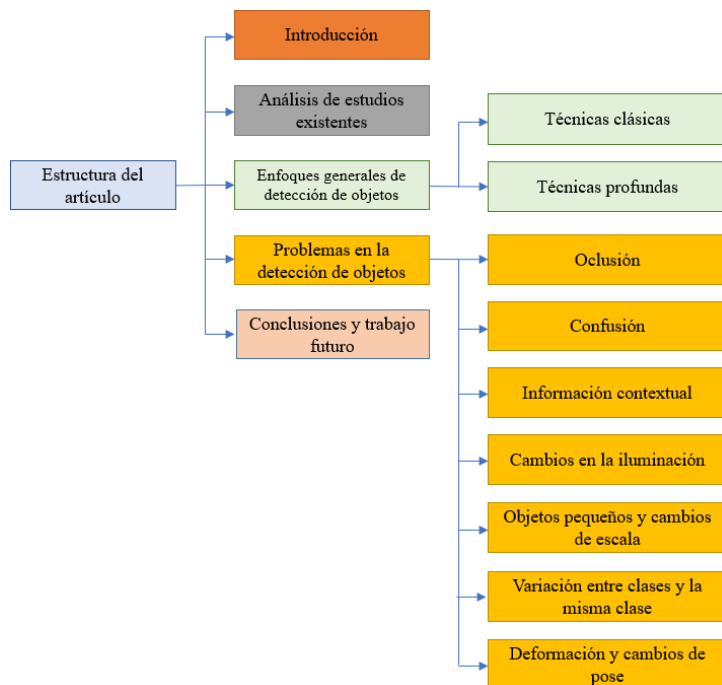 Introducción
Análisis de estudios
existentes
Técnicas clásicas
Estructura del
artículo
Enfoques generales de
detección de objetos
Técnicas profundas
Problemas en la
detección de objetos
Oclusión
Conclusiones y trabajo
futuro
Confusión
Información contextual
Cambios en la iluminación
Objetos pequeños y cambios
de escala
Variación entre clases y la
misma clase
Deformación y cambios de
pose